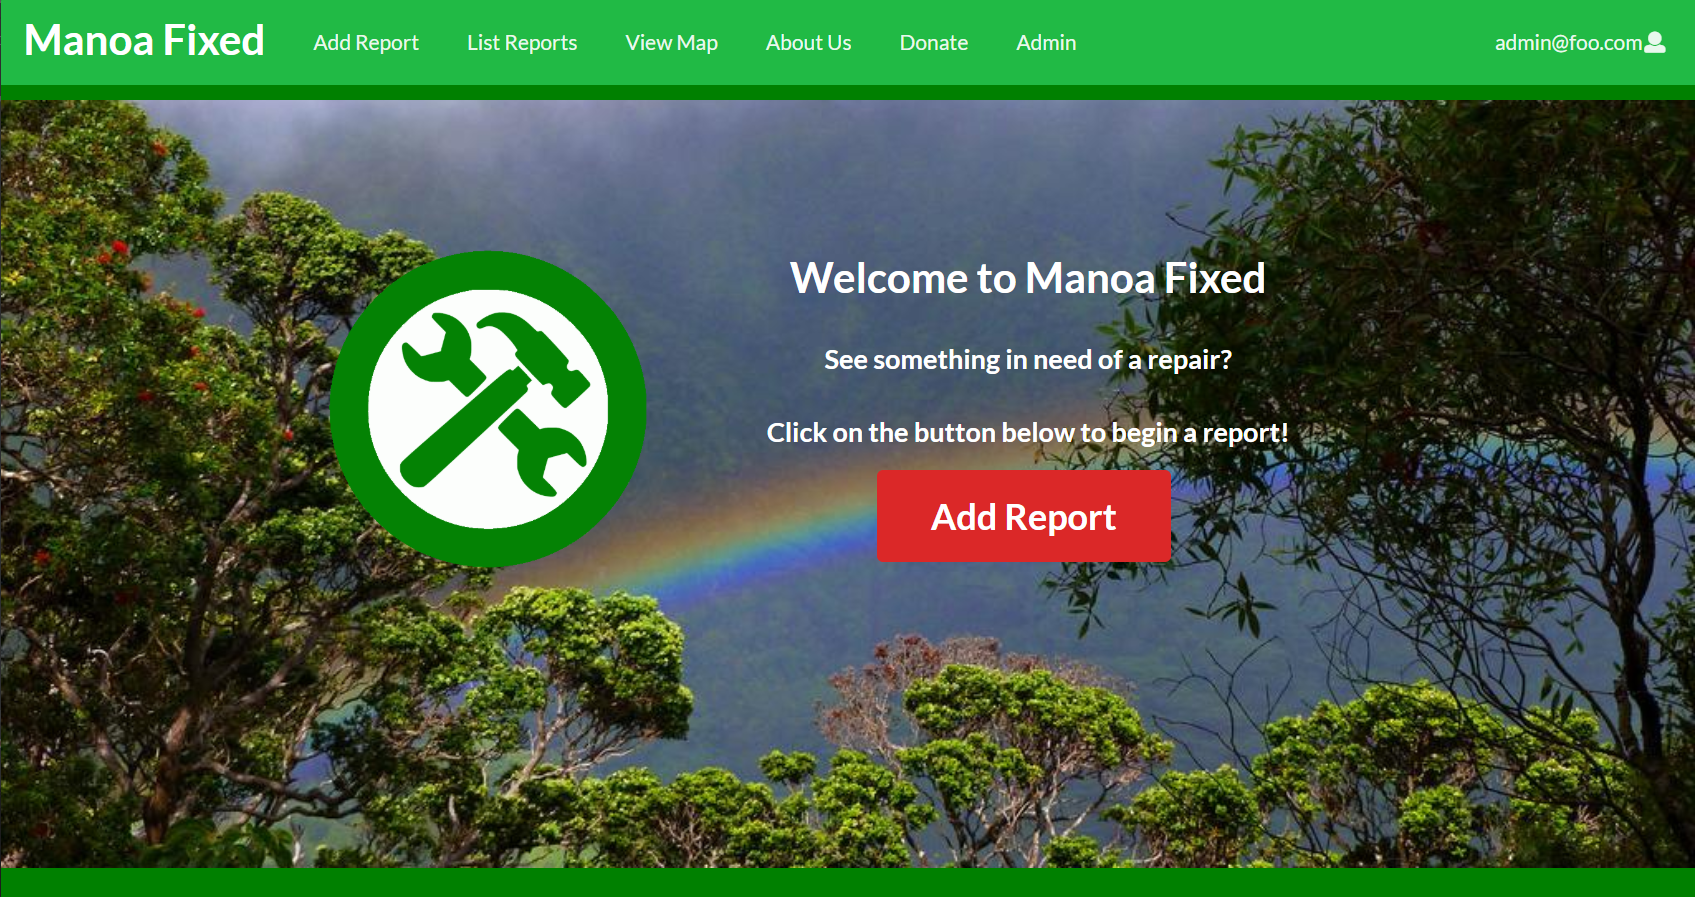 Manoa Fixed Add Report List Reports View Map About Us Donate Admin admin@foo.com
Welcome to Manoa Fixed
See something in need of a repair?
Click on the button below to begin a report!
Add Report